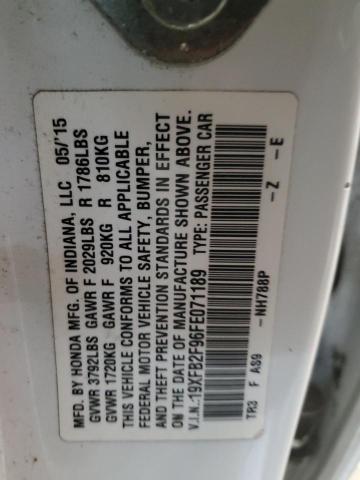 MFD. BY HONDA MFG. OF INDIANA, LLC 05/'15
GVWR 3792LBS GAWR F 2029LBS R 1786LBS
GVWR 1720KG GAWR F 920KG R 810KG
THIS VEHICLE CONFORMS TO ALL APPLICABLE
FEDERAL MOTOR VEHICLE SAFETY, BUMPER,
AND THEFT PREVENTION STANDARDS IN EFFECT
ON THE DATE OF MANUFACTURE SHOWN ABOVE.
V.I.N.:19XFB2F96FE071189 TYPE: PASSENGER CAR
-NH788P -Z -E
TR3 F AS9